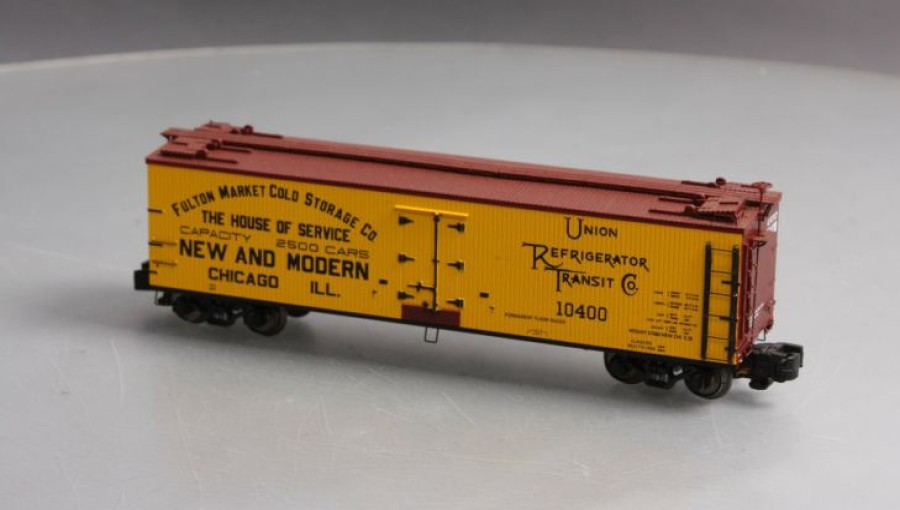 Fulton Market Cold Storage Co
The House of Service
Capacity 2500 Cars
New and Modern
Chicago Ill.
Union
Refrigerator
Transit Co.
10400